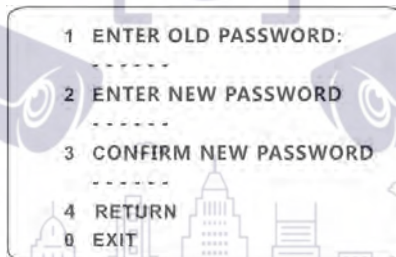 1 ENTER OLD PASSWORD:
- - - - - -
2 ENTER NEW PASSWORD
- - - - - -
3 CONFIRM NEW PASSWORD
- - - - - -
4 RETURN
0 EXIT